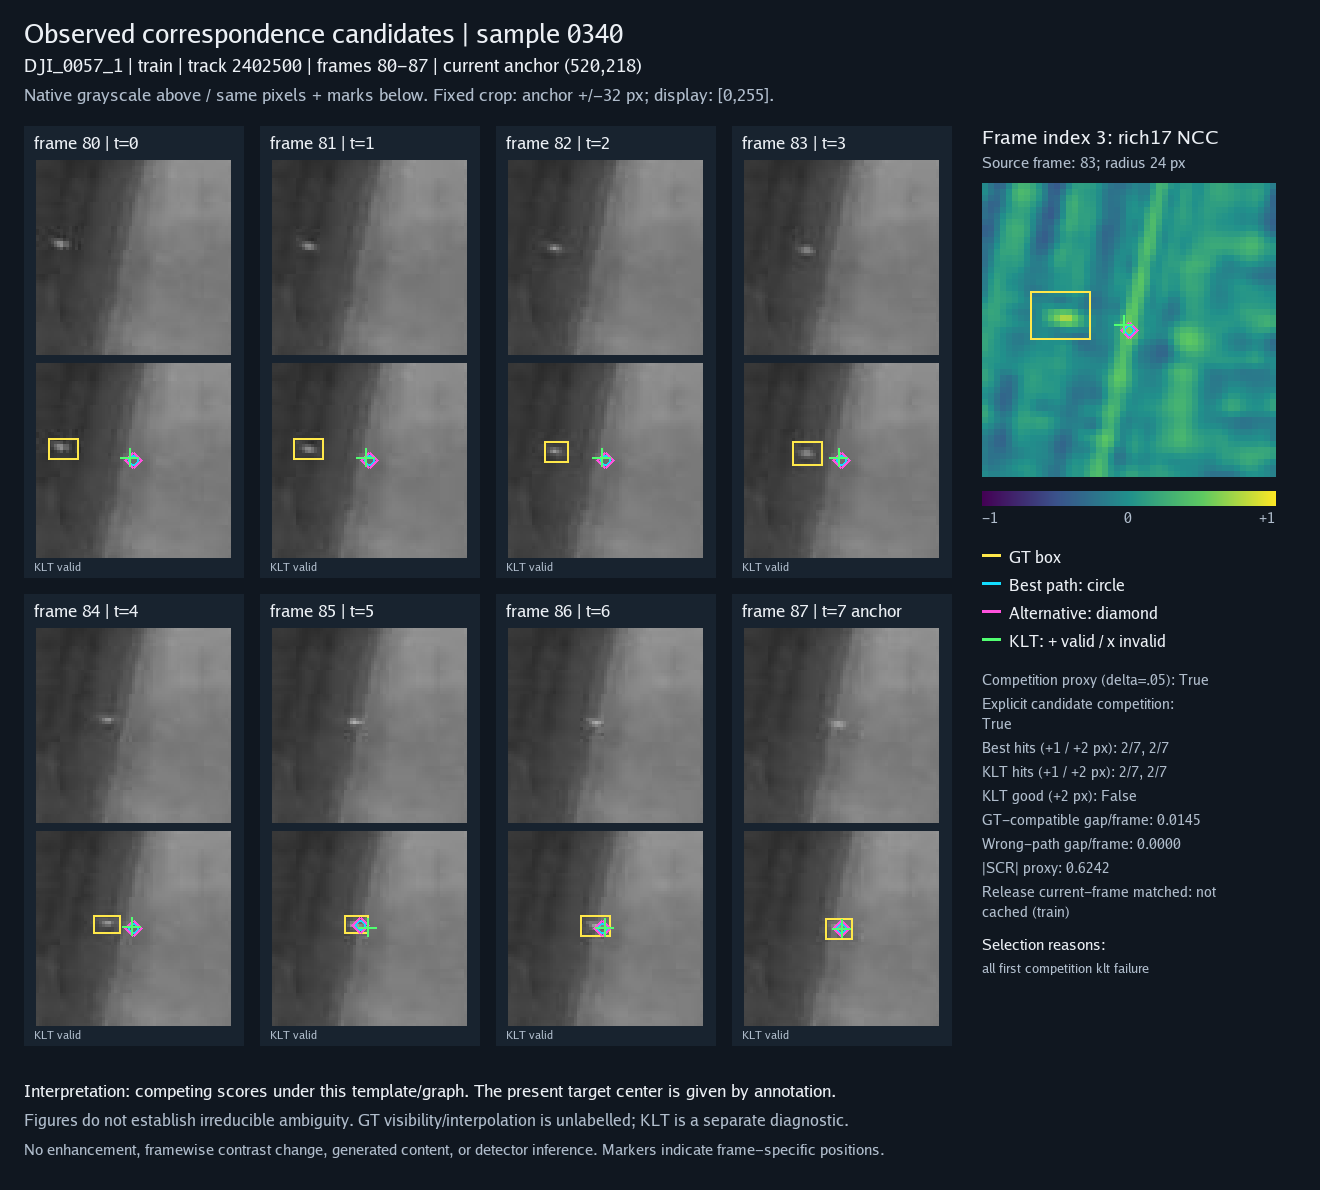 Observed correspondence candidates | sample 0340
DJI_0057_1 | train | track 2402500 | frames 80–87 | current anchor (520,218)
Native grayscale above / same pixels + marks below. Fixed crop: anchor +/−32 px; display: [0,255].
frame 80 | t=0
frame 81 | t=1
frame 82 | t=2
frame 83 | t=3
KLT valid
KLT valid
KLT valid
KLT valid
frame 84 | t=4
frame 85 | t=5
frame 86 | t=6
frame 87 | t=7 anchor
KLT valid
KLT valid
KLT valid
KLT valid
Frame index 3: rich17 NCC
Source frame: 83; radius 24 px
−1 0 +1
GT box
Best path: circle
Alternative: diamond
KLT: + valid / x invalid
Competition proxy (delta=.05): True
Explicit candidate competition:
True
Best hits (+1 / +2 px): 2/7, 2/7
KLT hits (+1 / +2 px): 2/7, 2/7
KLT good (+2 px): False
GT−compatible gap/frame: 0.0145
Wrong−path gap/frame: 0.0000
|SCR| proxy: 0.6242
Release current−frame matched: not
cached (train)
Selection reasons:
all first competition klt failure
Interpretation: competing scores under this template/graph. The present target center is given by annotation.
Figures do not establish irreducible ambiguity. GT visibility/interpolation is unlabelled; KLT is a separate diagnostic.
No enhancement, framewise contrast change, generated content, or detector inference. Markers indicate frame−specific positions.